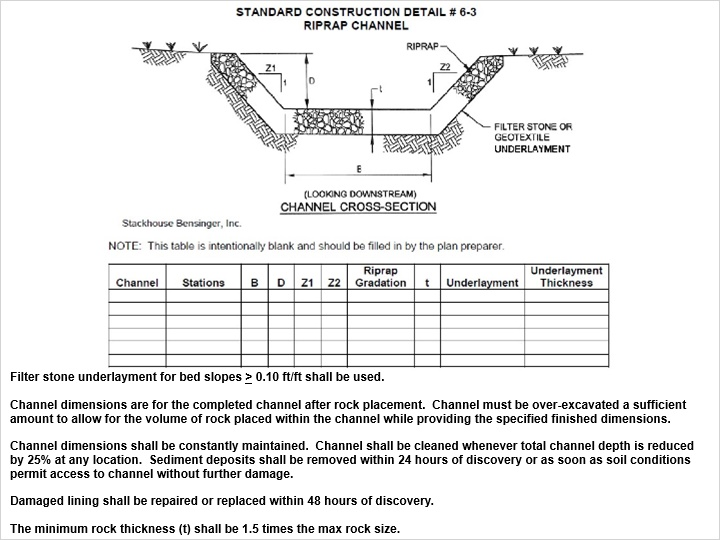 STANDARD CONSTRUCTION DETAIL # 6-3
RIPRAP CHANNEL
RIPRAP
Z1
1
D
t
Z2
1
FILTER STONE OR
GEOTEXTILE
UNDERLAYMENT
B
(LOOKING DOWNSTREAM)
CHANNEL CROSS-SECTION
Stackhouse Bensinger, Inc.
NOTE: This table is intentionally blank and should be filled in by the plan preparer.
Channel Stations B D Z1 Z2 Riprap Gradation t Underlayment Underlayment Thickness
Filter stone underlayment for bed slopes ≥ 0.10 ft/ft shall be used.
Channel dimensions are for the completed channel after rock placement. Channel must be over-excavated a sufficient
amount to allow for the volume of rock placed within the channel while providing the specified finished dimensions.
Channel dimensions shall be constantly maintained. Channel shall be cleaned whenever total channel depth is reduced
by 25% at any location. Sediment deposits shall be removed within 24 hours of discovery or as soon as soil conditions
permit access to channel without further damage.
Damaged lining shall be repaired or replaced within 48 hours of discovery.
The minimum rock thickness (t) shall be 1.5 times the max rock size.